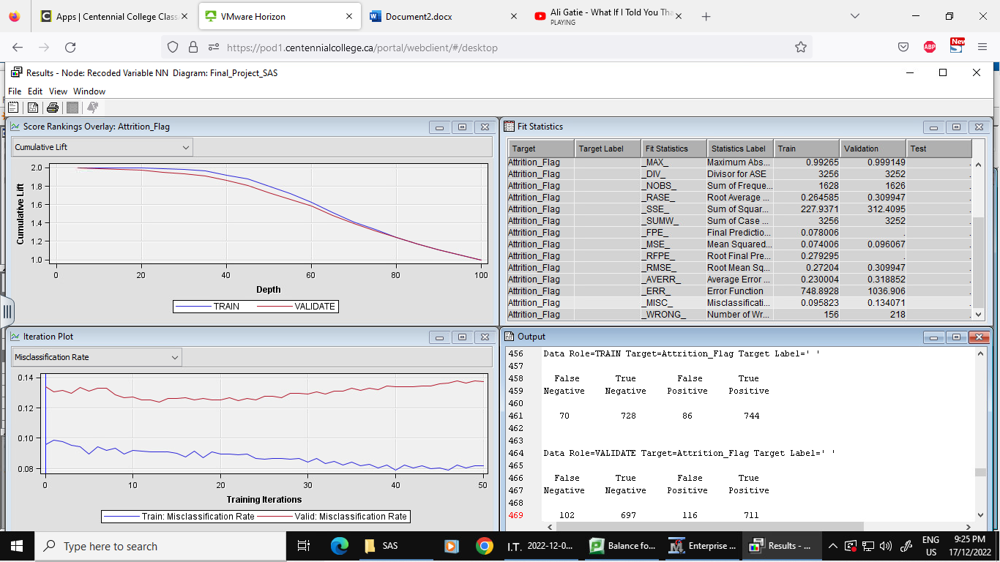 Apps | Centennial College Class
VMware Horizon
Document2.docx
Ali Gatie - What If I Told You Tha
PLAYING
https://pod1.centennialcollege.ca/portal/webclient/#/desktop
ABP
New
Results - Node: Recoded Variable NN Diagram: Final_Project_SAS
File Edit View Window
Score Rankings Overlay: Attrition_Flag
Cumulative Lift
2.0
1.8
1.6
1.4
1.2
1.0
Cumulative Lift
0 20 40 60 80 100
Depth
TRAIN VALIDATE
Fit Statistics
Target Target Label Fit Statistics Statistics Label Train Validation Test
Attrition_Flag _MAX_ Maximum Abs... 0.99265 0.999149 .
Attrition_Flag _DIV_ Divisor for ASE 3256 3252 .
Attrition_Flag _NOBS_ Sum of Freque... 1628 1626 .
Attrition_Flag _RASE_ Root Average ... 0.264585 0.309947 .
Attrition_Flag _SSE_ Sum of Squar... 227.9371 312.4095 .
Attrition_Flag _SUMW_ Sum of Case ... 3256 3252 .
Attrition_Flag _FPE_ Final Predictio... 0.078006 . .
Attrition_Flag _MSE_ Mean Squared... 0.074006 0.096067 .
Attrition_Flag _RFPE_ Root Final Pre... 0.279295 . .
Attrition_Flag _RMSE_ Root Mean Sq... 0.27204 0.309947 .
Attrition_Flag _AVERR_ Average Error ... 0.230004 0.318852 .
Attrition_Flag _ERR_ Error Function 748.8928 1036.906 .
Attrition_Flag _MISC_ Misclassificati... 0.095823 0.134071 .
Attrition_Flag _WRONG_ Number of Wr... 156 218 .
Iteration Plot
Misclassification Rate
0.14
0.12
0.10
0.08
0 10 20 30 40 50
Training Iterations
Train: Misclassification Rate Valid: Misclassification Rate
Output
456 Data Role=TRAIN Target=Attrition_Flag Target Label=' '
457
458 False True False True
459 Negative Negative Positive Positive
460
461 70 728 86 744
462
463
464 Data Role=VALIDATE Target=Attrition_Flag Target Label=' '
465
466 False True False True
467 Negative Negative Positive Positive
468
469 102 697 116 711
Type here to search
SAS
I.T. 2022-12-0...
Balance fo...
Enterprise ...
Results - ...
ENG
US
9:25 PM
17/12/2022